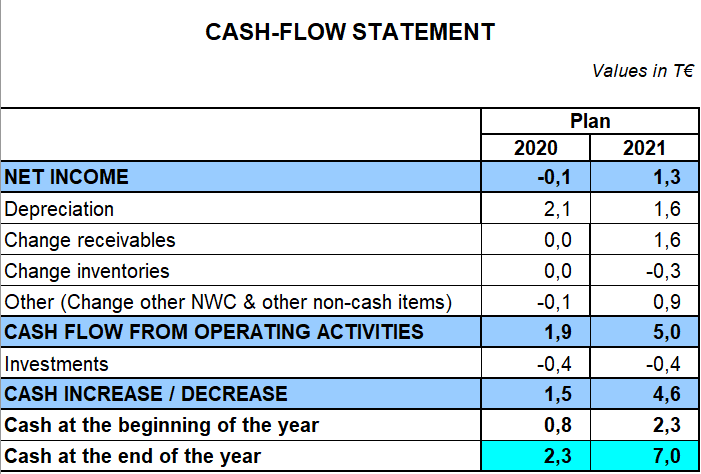 CASH-FLOW STATEMENT
Values in T€
Plan
2020 2021
NET INCOME -0,1 1,3
Depreciation 2,1 1,6
Change receivables 0,0 1,6
Change inventories 0,0 -0,3
Other (Change other NWC & other non-cash items) -0,1 0,9
CASH FLOW FROM OPERATING ACTIVITIES 1,9 5,0
Investments -0,4 -0,4
CASH INCREASE / DECREASE 1,5 4,6
Cash at the beginning of the year 0,8 2,3
Cash at the end of the year 2,3 7,0